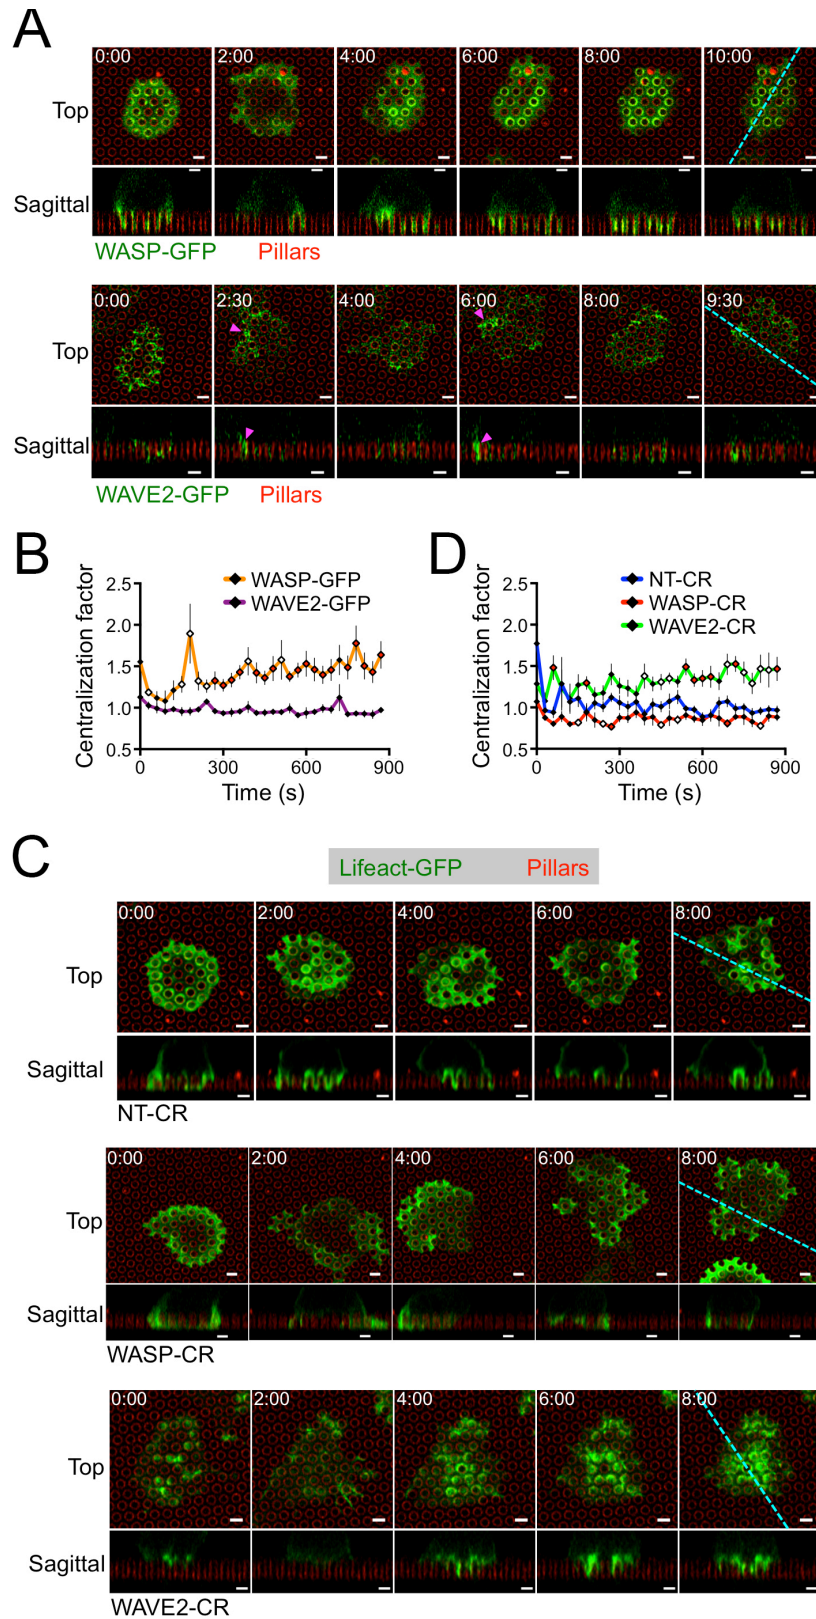 A
0:00 2:00 4:00 6:00 8:00 10:00
Top
Sagittal
WASP-GFP Pillars
0:00 2:30 4:00 6:00 8:00 9:30
Top
Sagittal
WAVE2-GFP Pillars
B
WASP-GFP
WAVE2-GFP
Centralization factor
2.5
2.0
1.5
1.0
0.5
0 300 600 900
Time (s)
D
NT-CR
WASP-CR
WAVE2-CR
Centralization factor
2.5
2.0
1.5
1.0
0.5
0 300 600 900
Time (s)
C
Lifeact-GFP Pillars
0:00 2:00 4:00 6:00 8:00
Top
Sagittal
NT-CR
0:00 2:00 4:00 6:00 8:00
Top
Sagittal
WASP-CR
0:00 2:00 4:00 6:00 8:00
Top
Sagittal
WAVE2-CR